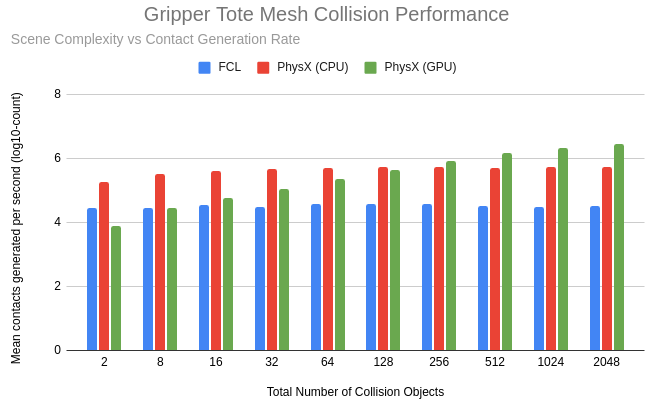 Gripper Tote Mesh Collision Performance
Scene Complexity vs Contact Generation Rate
FCL PhysX (CPU) PhysX (GPU)
Mean contacts generated per second (log10-count)
8
6
4
2
0
2 8 16 32 64 128 256 512 1024 2048
Total Number of Collision Objects